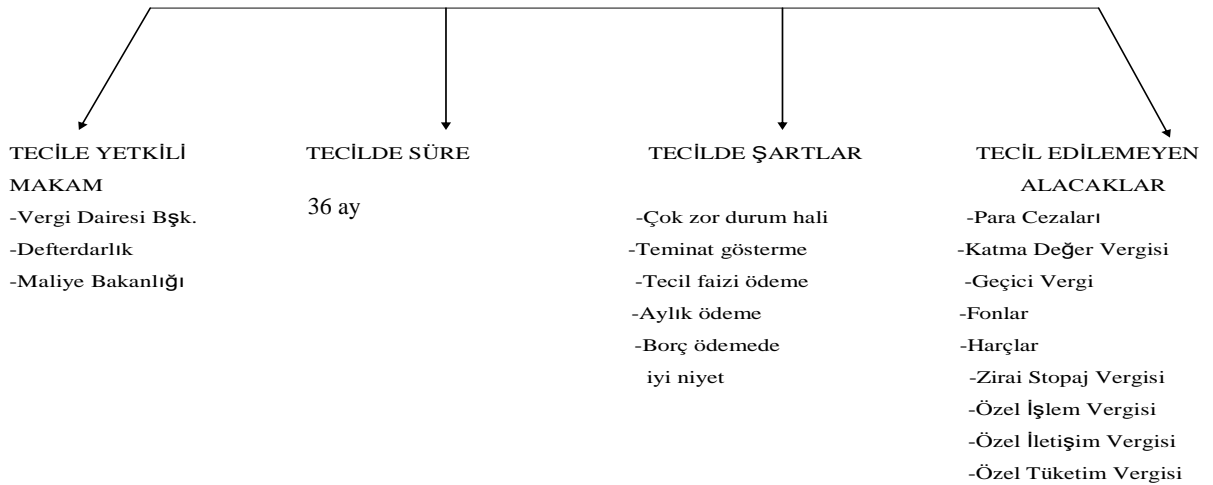 TECİLE YETKİLİ
MAKAM
-Vergi Dairesi Bşk.
-Defterdarlık
-Maliye Bakanlığı
TECİLDE SÜRE
36 ay
TECİLDE ŞARTLAR
-Çok zor durum hali
-Teminat gösterme
-Tecil faizi ödeme
-Aylık ödeme
-Borç ödemede
iyi niyet
TECIL EDİLEMEYEN
ALACAKLAR
-Para Cezaları
-Katma Değer Vergisi
-Geçici Vergi
-Fonlar
-Harçlar
-Zirai Stopaj Vergisi
-Özel İşlem Vergisi
-Özel İletişim Vergisi
-Özel Tüketim Vergisi